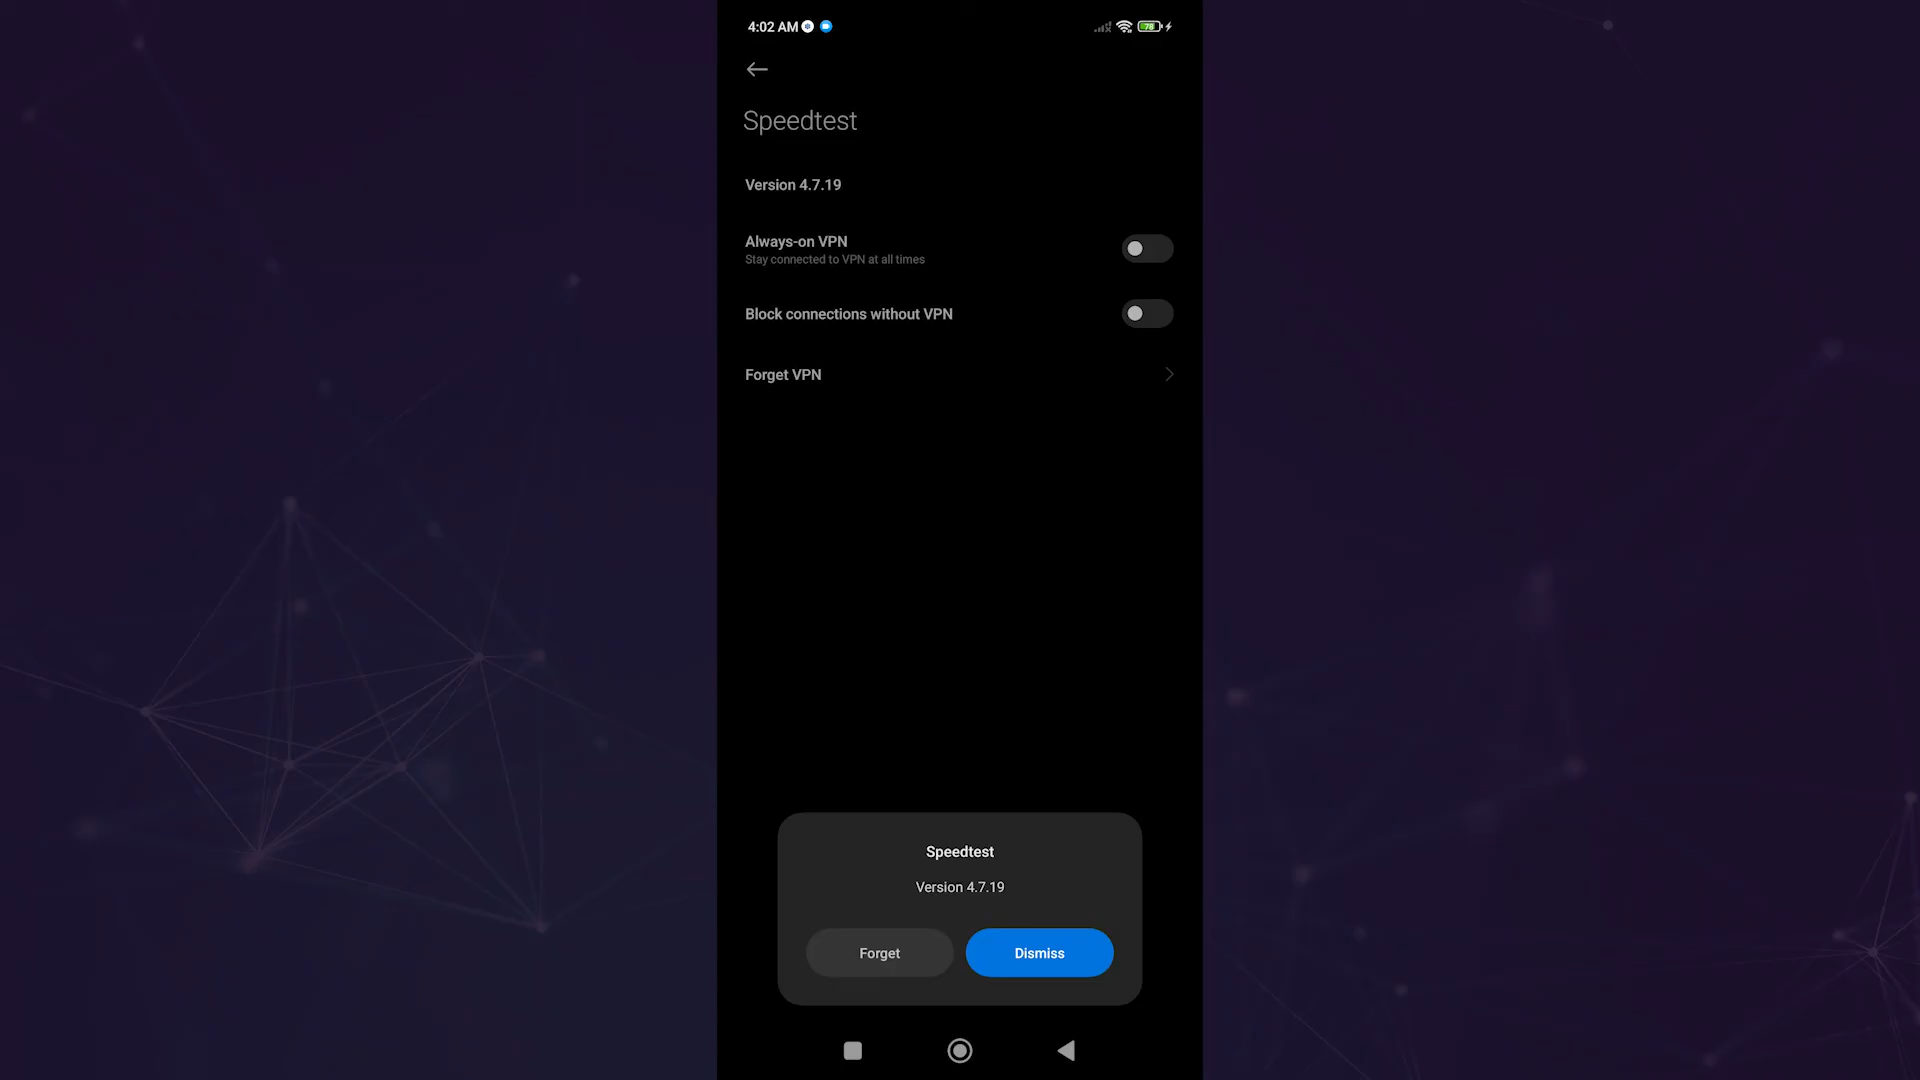 4:02 AM
78
Speedtest
Version 4.7.19
Always-on VPN
Stay connected to VPN at all times
Block connections without VPN
Forget VPN
Speedtest
Version 4.7.19
Forget
Dismiss